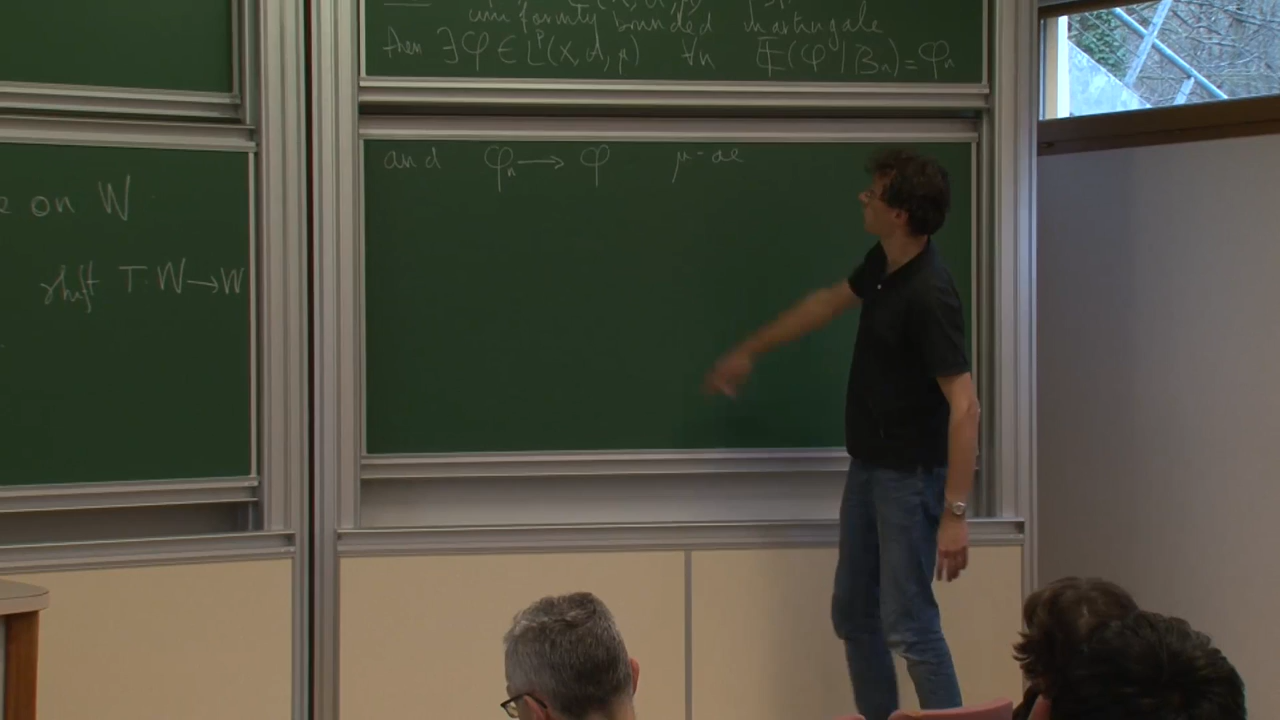 e on W
shift T: W → W
uniformly bounded martingale
then ∃ φ ∈ L^p(X, A, μ) ∀n 𝔼(φ | B_n) = φ_n
and φ_n → φ μ-ae